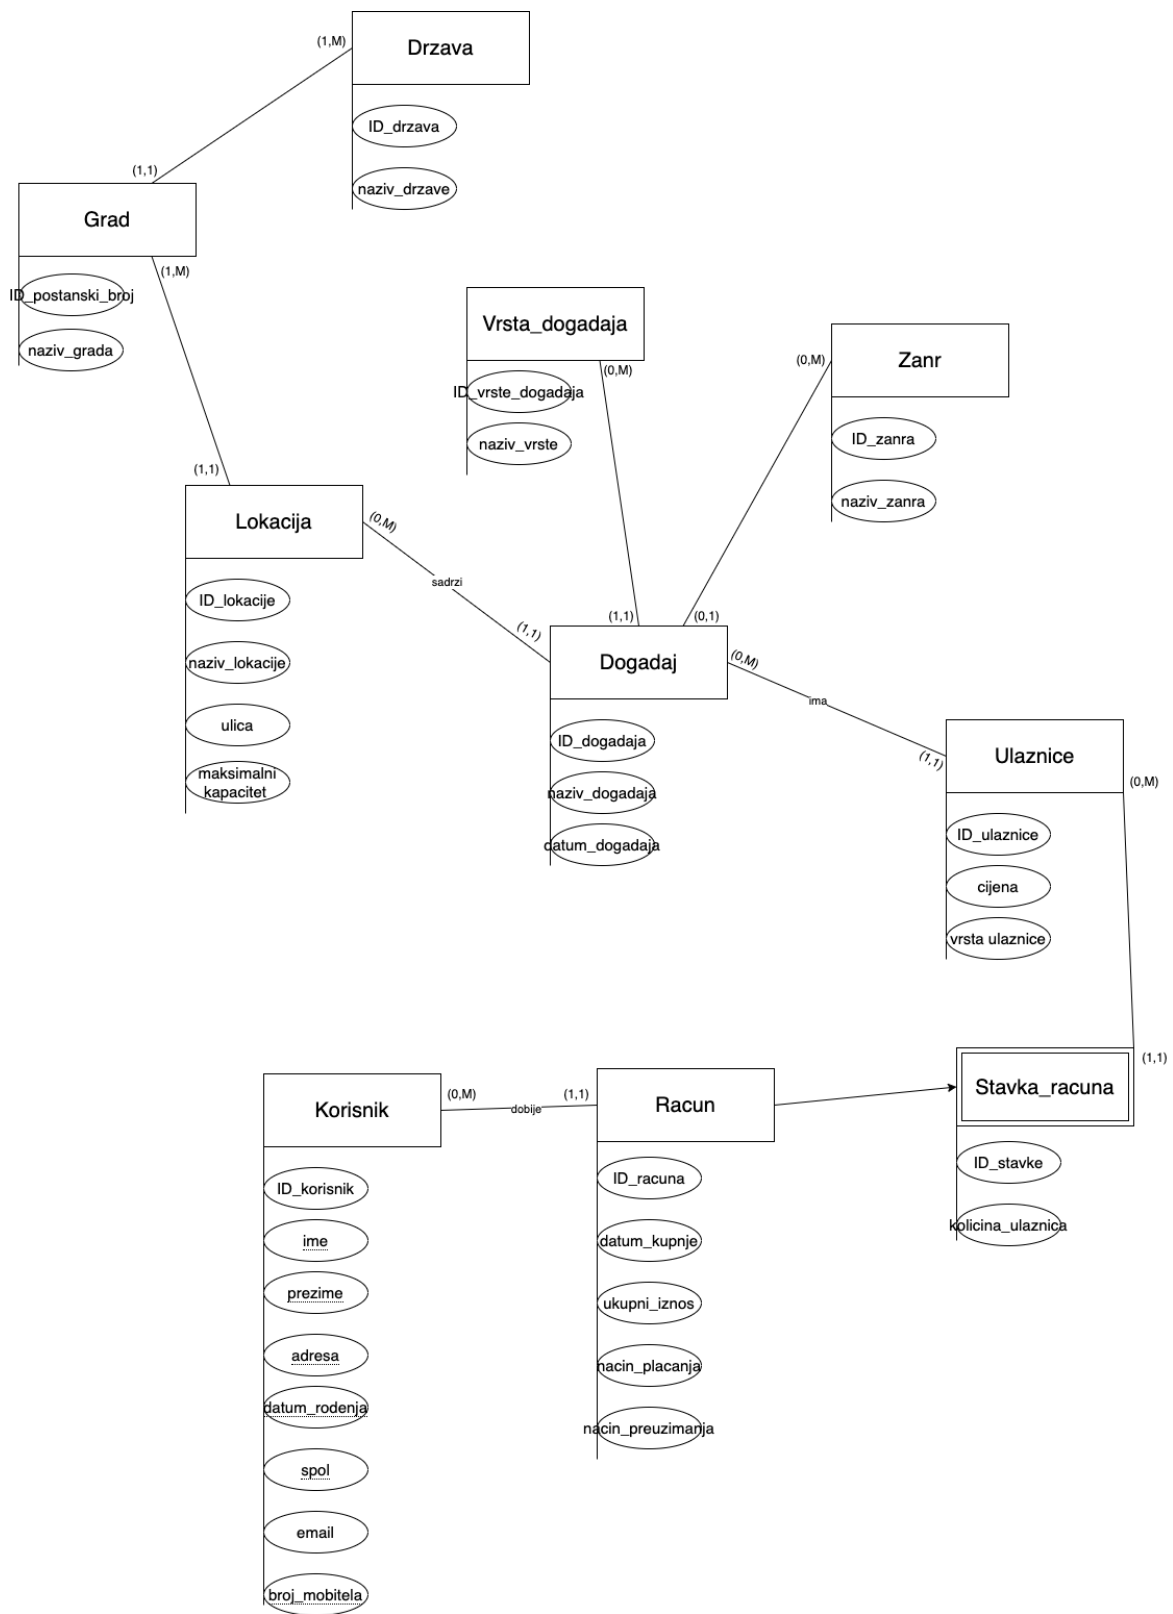 (1,M)
Drzava
ID_drzava
naziv_drzave
(1,1)
Grad
(1,M)
ID_postanski_broj
naziv_grada
Vrsta_dogadaja
(0,M)
ID_vrste_dogadaja
naziv_vrste
(0,M)
Zanr
ID_zanra
naziv_zanra
(1,1)
Lokacija
(0,M)
sadrzi
(1,1)
ID_lokacije
naziv_lokacije
ulica
maksimalni
kapacitet
(1,1)
(0,1)
Dogadaj
(0,M)
ima
(1,1)
ID_dogadaja
naziv_dogadaja
datum_dogadaja
Ulaznice
(0,M)
ID_ulaznice
cijena
vrsta ulaznice
Korisnik
(0,M)
dobije
(1,1)
Racun
Stavka_racuna
(1,1)
ID_korisnik
ime
prezime
adresa
datum_rodenja
spol
email
broj_mobitela
ID_racuna
datum_kupnje
ukupni_iznos
nacin_placanja
nacin_preuzimanja
ID_stavke
kolicina_ulaznica